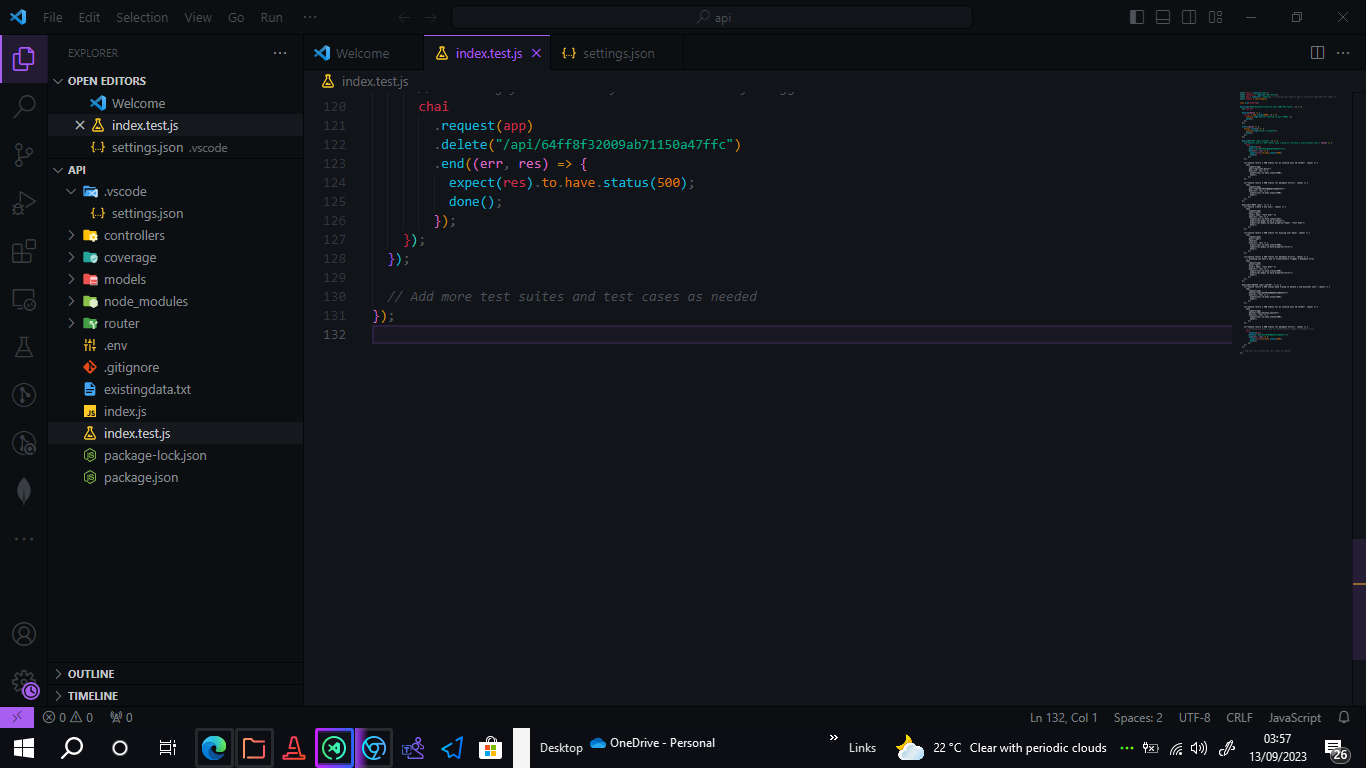 File Edit Selection View Go Run ···
api
EXPLORER
OPEN EDITORS
Welcome
index.test.js
settings.json .vscode
API
.vscode
settings.json
controllers
coverage
models
node_modules
router
.env
.gitignore
existingdata.txt
index.js
index.test.js
package-lock.json
package.json
OUTLINE
TIMELINE
Welcome index.test.js settings.json
index.test.js
120 chai
121 .request(app)
122 .delete("/api/64ff8f32009ab71150a47ffc")
123 .end((err, res) => {
124 expect(res).to.have.status(500);
125 done();
126 });
127 });
128 });
129
130 // Add more test suites and test cases as needed
131 });
132
0 0 0
Ln 132, Col 1 Spaces: 2 UTF-8 CRLF JavaScript
Desktop OneDrive - Personal » Links 22 °C Clear with periodic clouds
03:57
13/09/2023
26